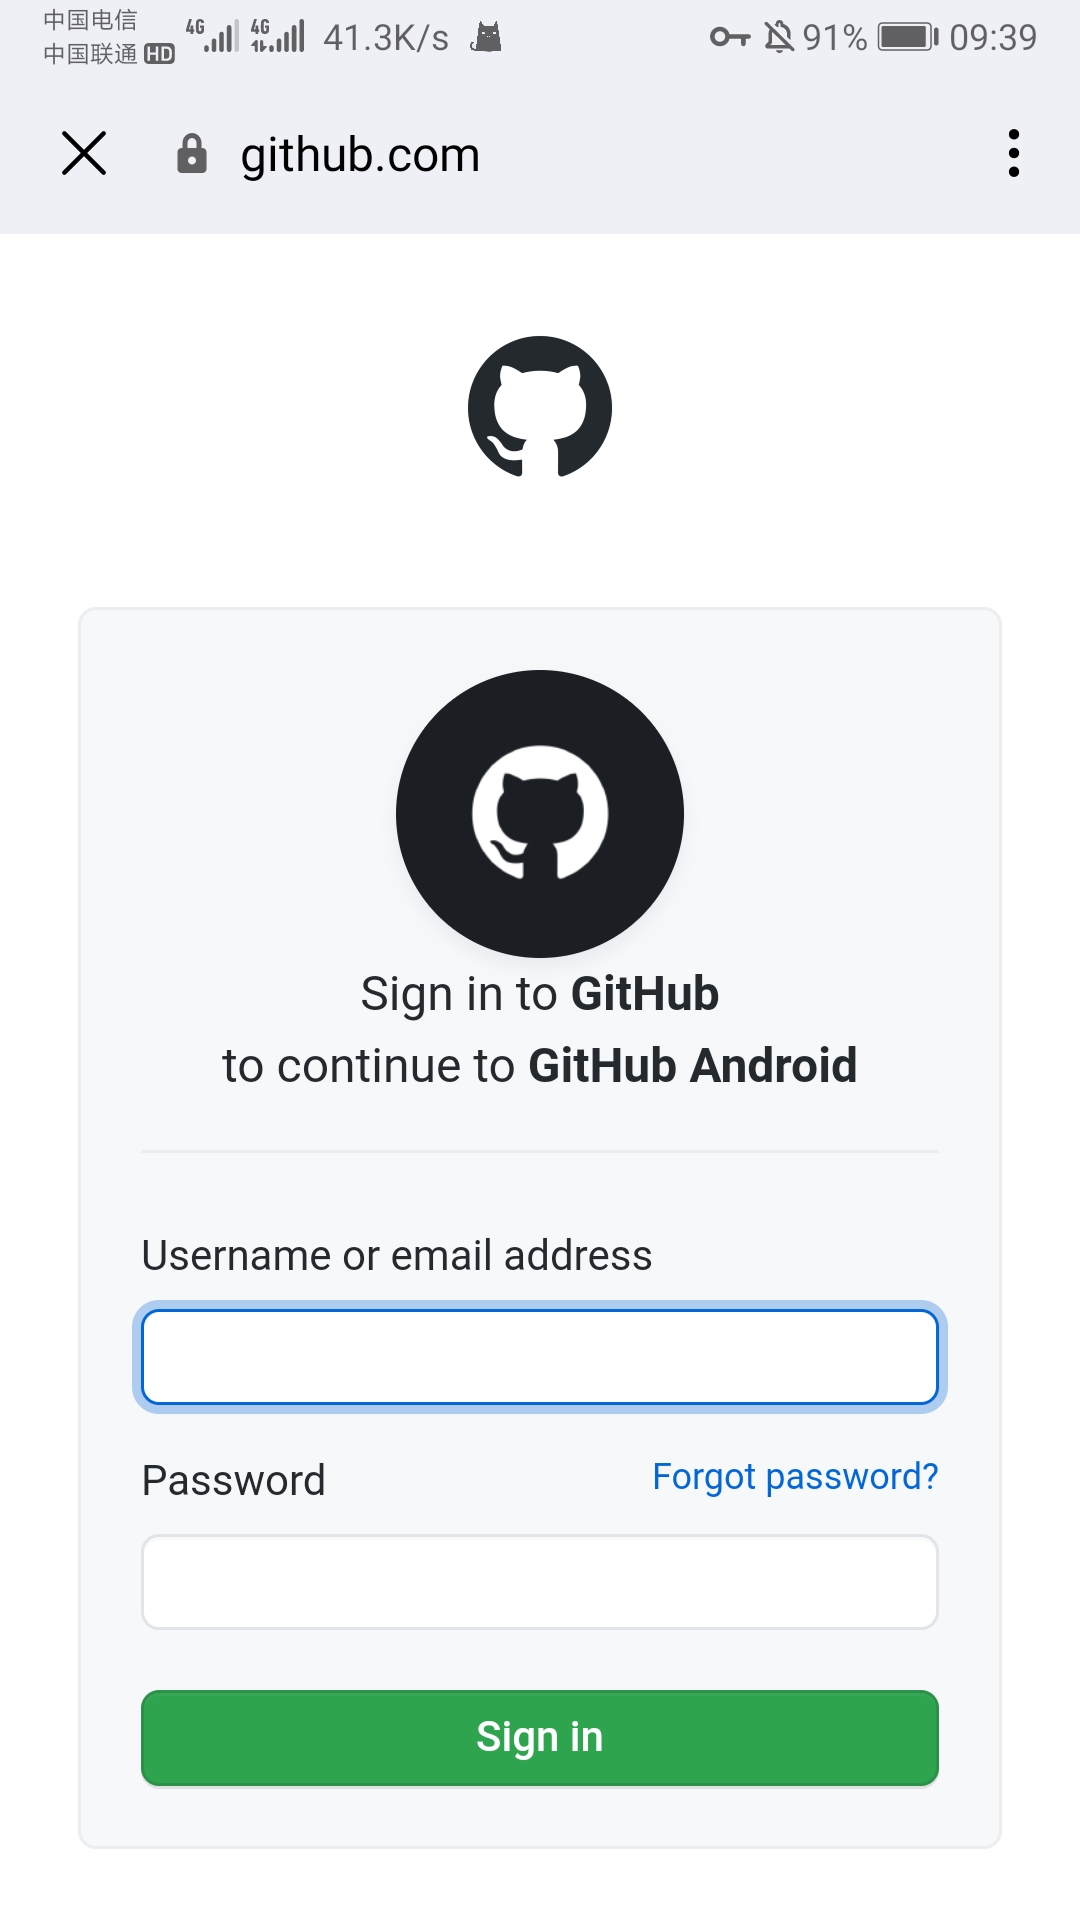 中国电信
中国联通 HD 4G 4G 41.3K/s 91% 09:39
github.com
Sign in to GitHub
to continue to GitHub Android
Username or email address
Password Forgot password?
Sign in